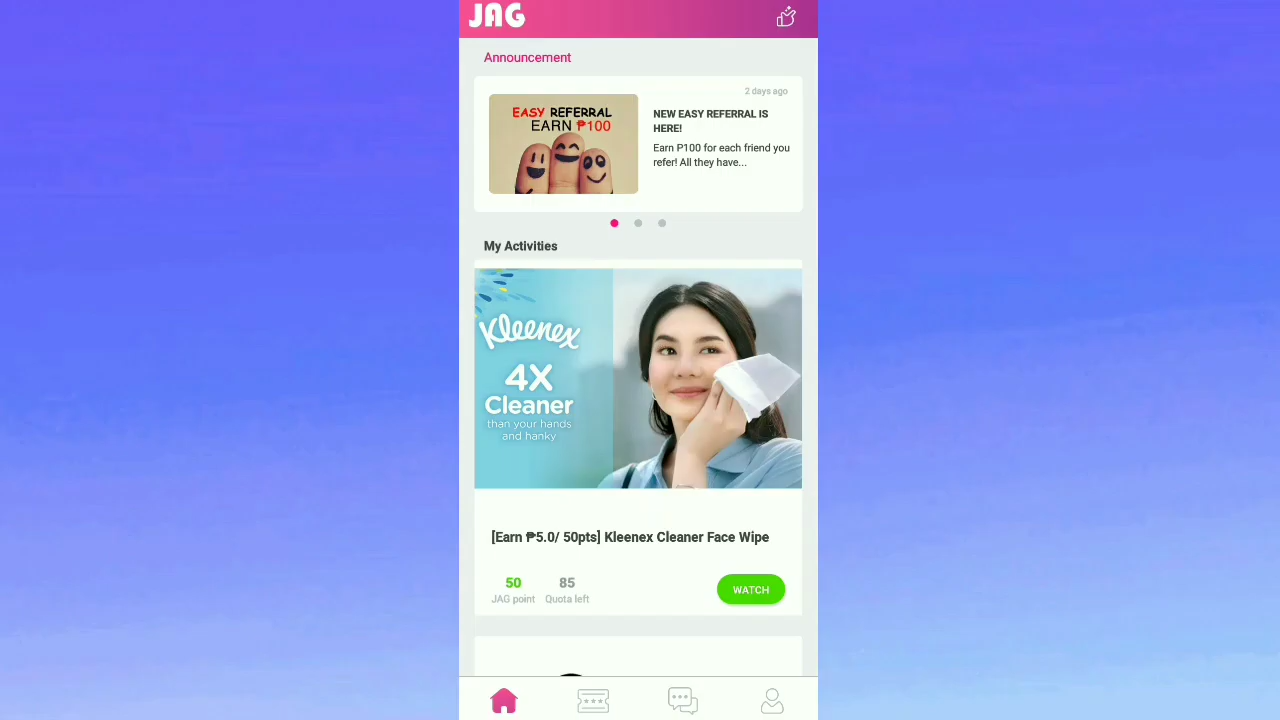 JAG
Announcement
2 days ago
EASY REFERRAL
EARN ₱100
NEW EASY REFERRAL IS
HERE!
Earn P100 for each friend you
refer! All they have...
My Activities
Kleenex
4X
Cleaner
than your hands
and hanky
[Earn ₱5.0/ 50pts] Kleenex Cleaner Face Wipe
50 85
JAG point Quota left
WATCH